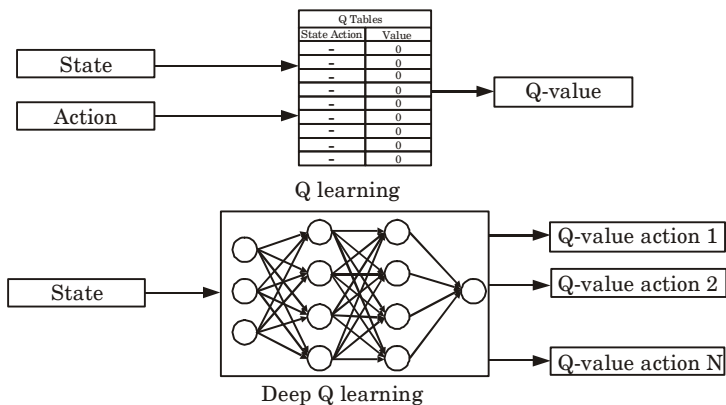 Q Tables
State Action Value
- 0
- 0
- 0
- 0
- 0
- 0
- 0
- 0
- 0
State
Action
Q-value
Q learning
State
Q-value action 1
Q-value action 2
Q-value action N
Deep Q learning